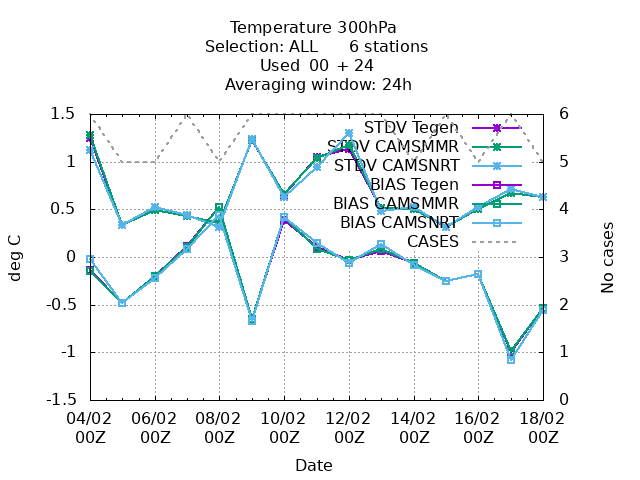 Temperature 300hPa
Selection: ALL 6 stations
Used 00 + 24
Averaging window: 24h
deg C
1.5
1
0.5
0
-0.5
-1
-1.5
6
5
4
3
2
1
0
No cases
STDV Tegen
STDV CAMSMMR
STDV CAMSNRT
BIAS Tegen
BIAS CAMSMMR
BIAS CAMSNRT
CASES
04/02 06/02 08/02 10/02 12/02 14/02 16/02 18/02
00Z 00Z 00Z 00Z 00Z 00Z 00Z 00Z
Date